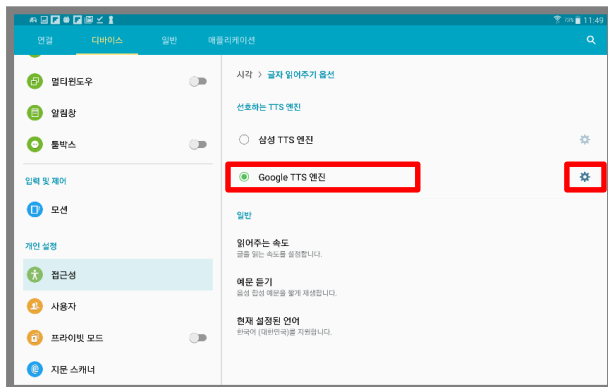 11:49
연결 디바이스 일반 애플리케이션
멀티윈도우
알림창
툴박스
입력 및 제어
모션
개인 설정
접근성
사용자
프라이빗 모드
지문 스캐너
시각 > 글자 읽어주기 옵션
선호하는 TTS 엔진
삼성 TTS 엔진
Google TTS 엔진
일반
읽어주는 속도
글을 읽는 속도를 설정합니다.
예문 듣기
음성 합성 예문을 짧게 재생합니다.
현재 설정된 언어
한국어 (대한민국)를 지원합니다.